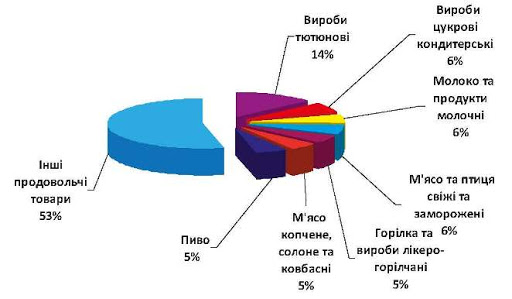 Вироби
тютюнові
14%
Вироби
цукрові
кондитерські
6%
Молоко та
продукти
молочні
6%
М'ясо та птиця
свіжі та
заморожені
6%
Горілка та
вироби лікеро-
горілчані
5%
М'ясо
копчене,
солоне та
ковбасні
5%
Пиво
5%
Інші
продовольчі
товари
53%